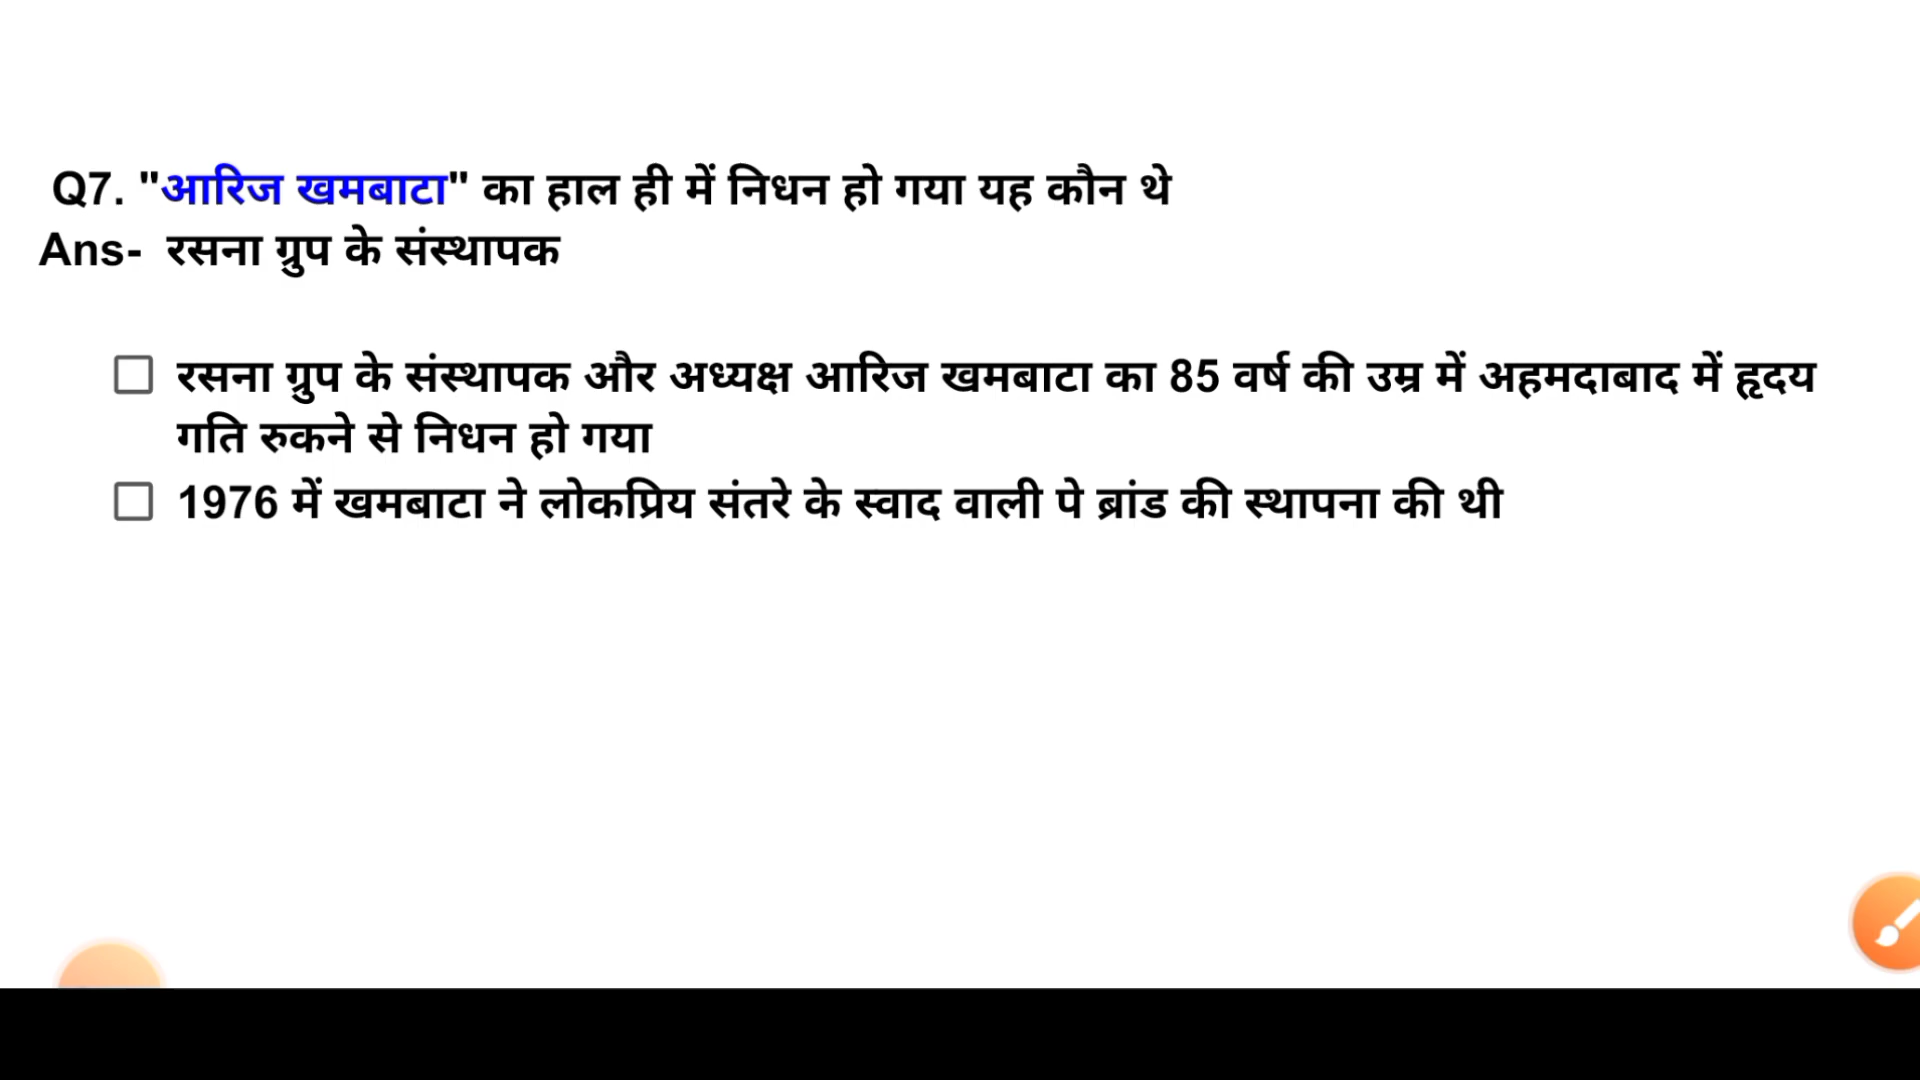 Q7. "आरिज खमबाटा" का हाल ही में निधन हो गया यह कौन थे
Ans- रसना ग्रुप के संस्थापक
रसना ग्रुप के संस्थापक और अध्यक्ष आरिज खमबाटा का 85 वर्ष की उम्र में अहमदाबाद में हृदय
गति रुकने से निधन हो गया
1976 में खमबाटा ने लोकप्रिय संतरे के स्वाद वाली पे ब्रांड की स्थापना की थी